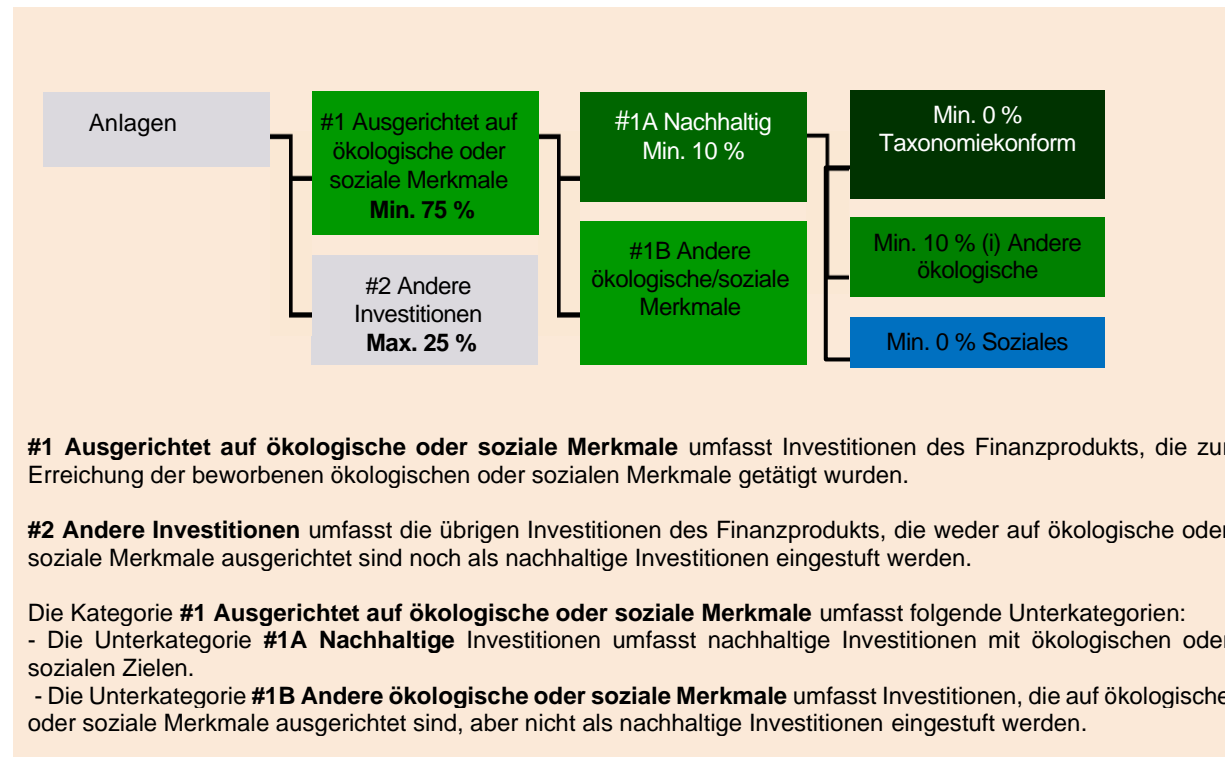 Anlagen
#1 Ausgerichtet auf
ökologische oder
soziale Merkmale
Min. 75 %
#2 Andere
Investitionen
Max. 25 %
#1A Nachhaltig
Min. 10 %
#1B Andere
ökologische/soziale
Merkmale
Min. 0 %
Taxonomiekonform
Min. 10 % (i) Andere
ökologische
Min. 0 % Soziales
#1 Ausgerichtet auf ökologische oder soziale Merkmale umfasst Investitionen des Finanzprodukts, die zur
Erreichung der beworbenen ökologischen oder sozialen Merkmale getätigt wurden.
#2 Andere Investitionen umfasst die übrigen Investitionen des Finanzprodukts, die weder auf ökologische oder
soziale Merkmale ausgerichtet sind noch als nachhaltige Investitionen eingestuft werden.
Die Kategorie #1 Ausgerichtet auf ökologische oder soziale Merkmale umfasst folgende Unterkategorien:
- Die Unterkategorie #1A Nachhaltige Investitionen umfasst nachhaltige Investitionen mit ökologischen oder
sozialen Zielen.
- Die Unterkategorie #1B Andere ökologische oder soziale Merkmale umfasst Investitionen, die auf ökologische
oder soziale Merkmale ausgerichtet sind, aber nicht als nachhaltige Investitionen eingestuft werden.